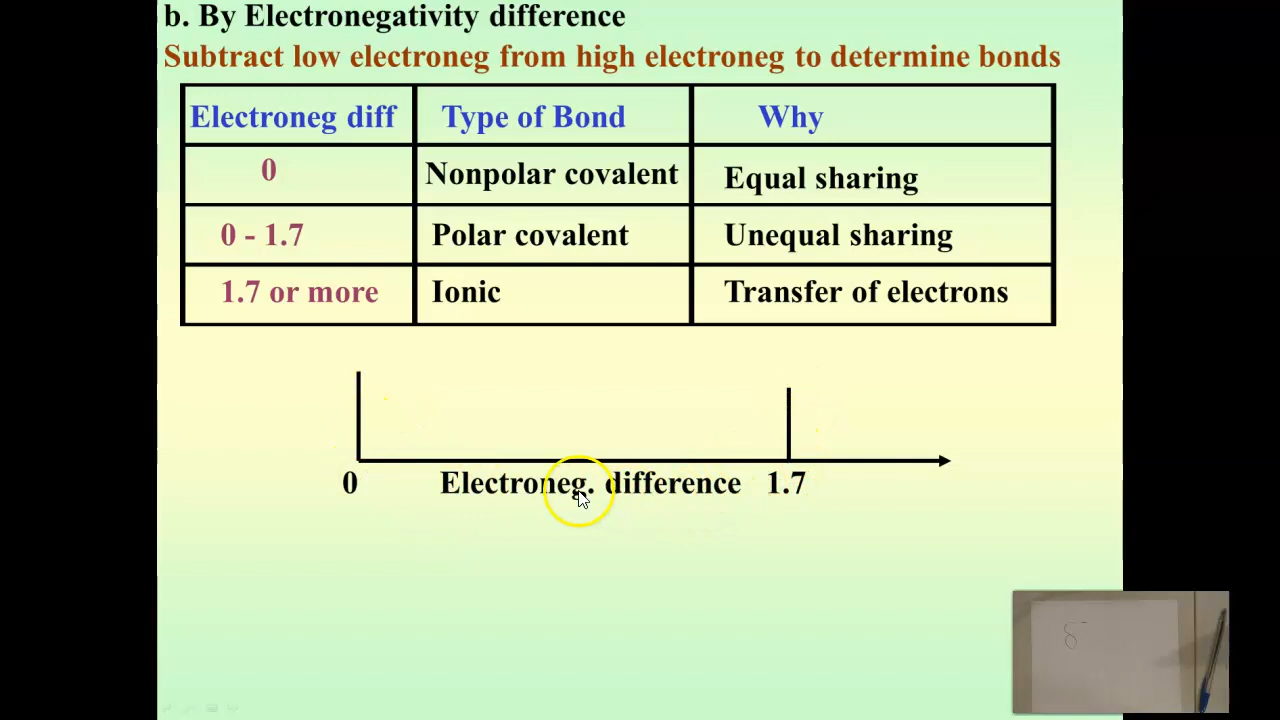 b. By Electronegativity difference
Subtract low electroneg from high electroneg to determine bonds
Electroneg diff Type of Bond Why
0 Nonpolar covalent Equal sharing
0 - 1.7 Polar covalent Unequal sharing
1.7 or more Ionic Transfer of electrons
0 Electroneg. difference 1.7
δ⁻